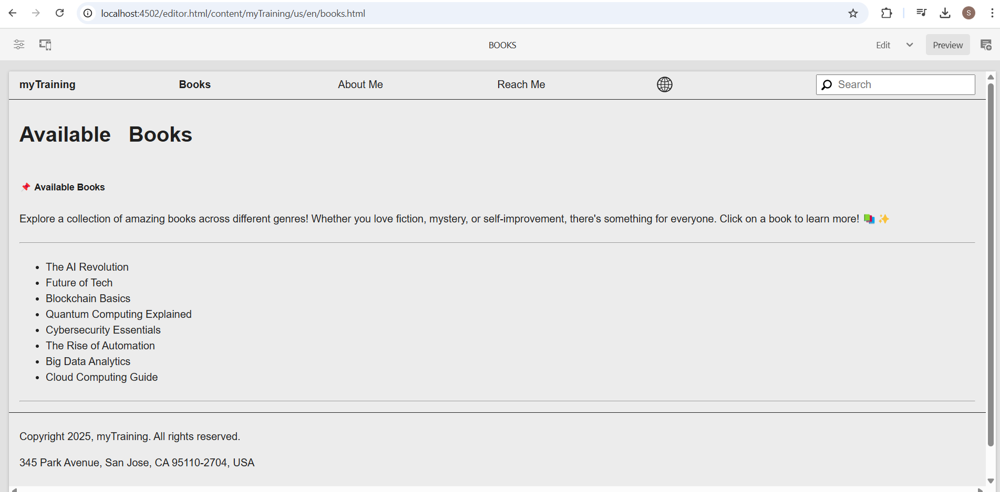 localhost:4502/editor.html/content/myTraining/us/en/books.html
S
BOOKS
Edit
Preview
myTraining Books About Me Reach Me Search
Available Books
📌 Available Books
Explore a collection of amazing books across different genres! Whether you love fiction, mystery, or self-improvement, there's something for everyone. Click on a book to learn more! 📚 ✨
• The AI Revolution
• Future of Tech
• Blockchain Basics
• Quantum Computing Explained
• Cybersecurity Essentials
• The Rise of Automation
• Big Data Analytics
• Cloud Computing Guide
Copyright 2025, myTraining. All rights reserved.
345 Park Avenue, San Jose, CA 95110-2704, USA